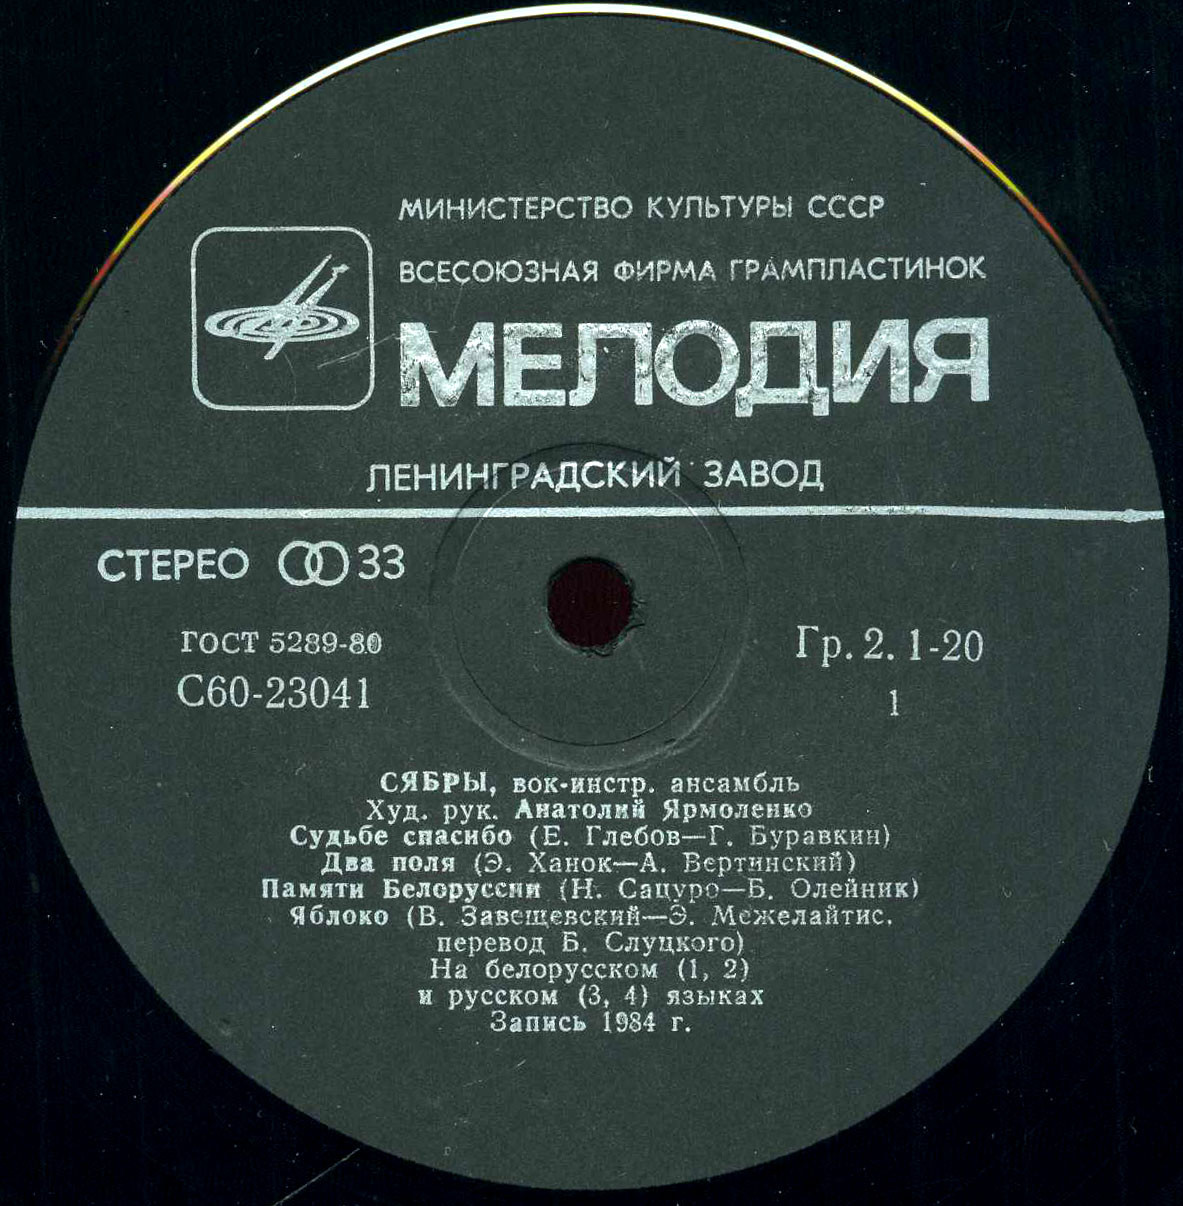 МИНИСТЕРСТВО КУЛЬТУРЫ СССР
ВСЕСОЮЗНАЯ ФИРМА ГРАМПЛАСТИНОК
МЕЛОДИЯ
ЛЕНИНГРАДСКИЙ ЗАВОД
СТЕРЕО 33
ГОСТ 5289-80
С60-23041
Гр. 2. 1-20
1
СЯБРЫ, вок-инстр. ансамбль
Худ. рук. Анатолий Ярмоленко
Судьбе спасибо (Е. Глебов—Г. Буравкин)
Два поля (Э. Ханок—А. Вертинский)
Памяти Белоруссии (Н. Сацуро—Б. Олейник)
Яблоко (В. Завещевский—Э. Межелайтис,
перевод Б. Слуцкого)
На белорусском (1, 2)
и русском (3, 4) языках
Запись 1984 г.